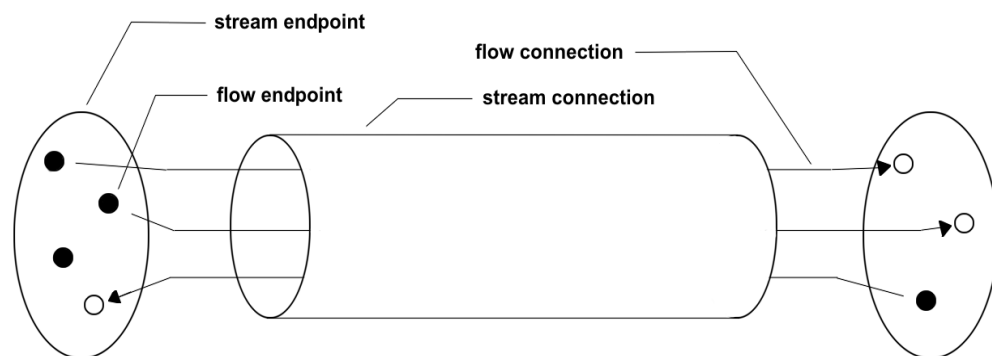 stream endpoint
flow connection
flow endpoint
stream connection